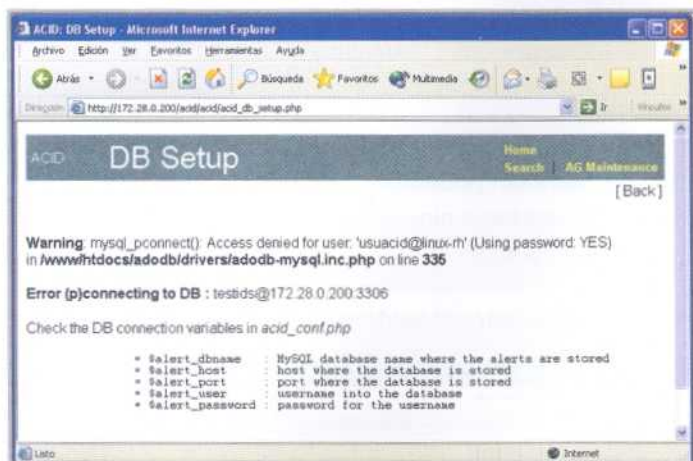 ACID: DB Setup - Microsoft Internet Explorer
Archivo Edición Ver Favoritos Herramientas Ayuda
Atrás Búsqueda Favoritos Multimedia
Dirección http://172.28.0.200/acid/acid/acid_db_setup.php Ir Vínculos
ACID DB Setup
Home
Search | AG Maintenance
[ Back ]
Warning: mysql_pconnect(): Access denied for user: 'usuacid@linux-rh' (Using password: YES)
in /www/htdocs/adodb/drivers/adodb-mysql.inc.php on line 335
Error (p)connecting to DB : testids@172.28.0.200:3306
Check the DB connection variables in acid_conf.php
* $alert_dbname : MySQL database name where the alerts are stored
* $alert_host : host where the database is stored
* $alert_port : port where the database is stored
* $alert_user : username into the database
* $alert_password : password for the username
Listo Internet